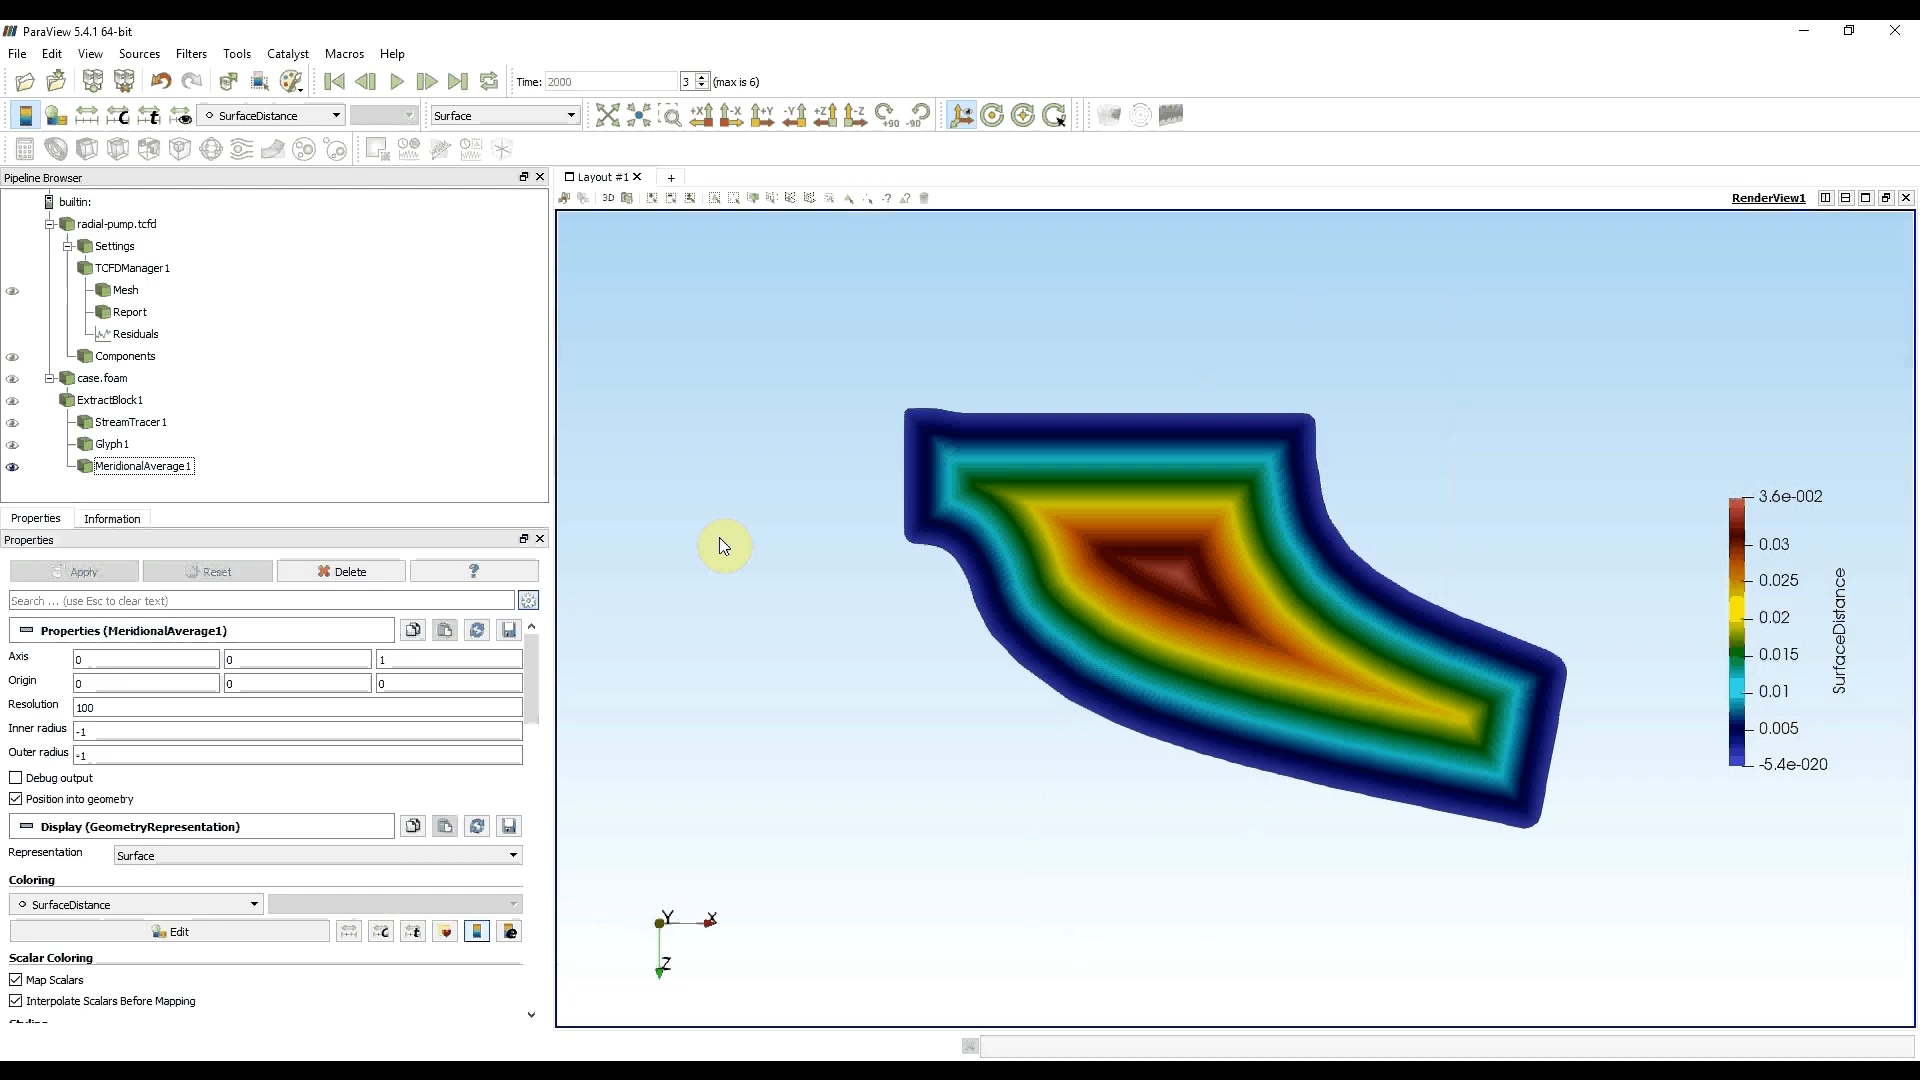 ParaView 5.4.1 64-bit
File Edit View Sources Filters Tools Catalyst Macros Help
Time: 2000 3 (max is 6)
SurfaceDistance Surface +X -X +Y -Y +Z -Z +90 -90
Pipeline Browser
Layout #1 +
builtin:
3D
RenderView1
radial-pump.tcfd
Settings
TCFDManager1
Mesh
Report
Residuals
Components
case.foam
ExtractBlock1
StreamTracer1
Glyph1
MeridionalAverage1
Properties Information
Properties
Apply Reset Delete ?
Search ... (use Esc to clear text)
Properties (MeridionalAverage1)
Axis 0 0 1
Origin 0 0 0
Resolution 100
Inner radius -1
Outer radius -1
Debug output
Position into geometry
Display (GeometryRepresentation)
Representation Surface
Coloring
SurfaceDistance
Edit
Scalar Coloring
Map Scalars
Interpolate Scalars Before Mapping
Styling
3.6e-002
0.03
0.025
0.02
0.015
0.01
0.005
-5.4e-020
SurfaceDistance
Y X
Z